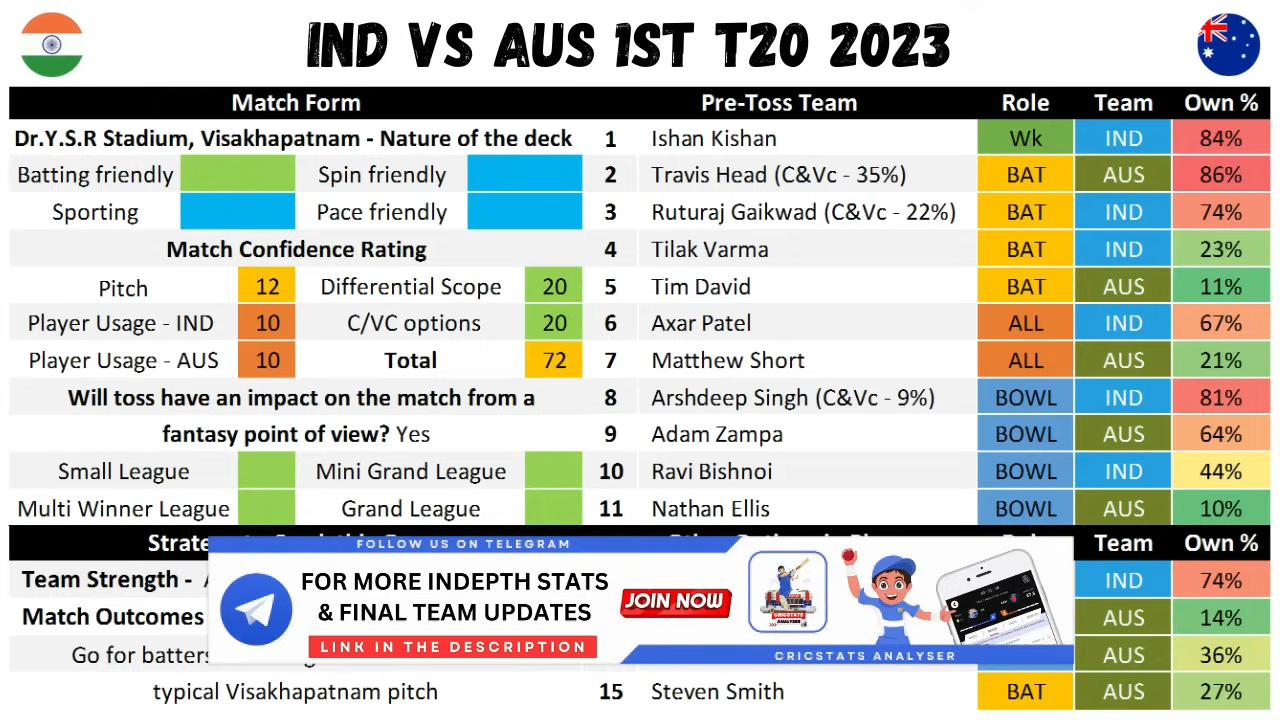 IND VS AUS 1ST T20 2023
Match Form Pre-Toss Team Role Team Own %
Dr.Y.S.R Stadium, Visakhapatnam - Nature of the deck 1 Ishan Kishan Wk IND 84%
Batting friendly Spin friendly 2 Travis Head (C&Vc - 35%) BAT AUS 86%
Sporting Pace friendly 3 Ruturaj Gaikwad (C&Vc - 22%) BAT IND 74%
Match Confidence Rating 4 Tilak Varma BAT IND 23%
Pitch 12 Differential Scope 20 5 Tim David BAT AUS 11%
Player Usage - IND 10 C/VC options 20 6 Axar Patel ALL IND 67%
Player Usage - AUS 10 Total 72 7 Matthew Short ALL AUS 21%
Will toss have an impact on the match from a 8 Arshdeep Singh (C&Vc - 9%) BOWL IND 81%
fantasy point of view? Yes 9 Adam Zampa BOWL AUS 64%
Small League Mini Grand League 10 Ravi Bishnoi BOWL IND 44%
Multi Winner League Grand League 11 Nathan Ellis BOWL AUS 10%
Team Own %
Team Strength - IND 74%
Match Outcomes AUS 14%
Go for batters AUS 36%
typical Visakhapatnam pitch 15 Steven Smith BAT AUS 27%
FOLLOW US ON TELEGRAM
FOR MORE INDEPTH STATS
& FINAL TEAM UPDATES
LINK IN THE DESCRIPTION
JOIN NOW
CRICSTATS ANALYSER
CRICSTATS ANALYSER